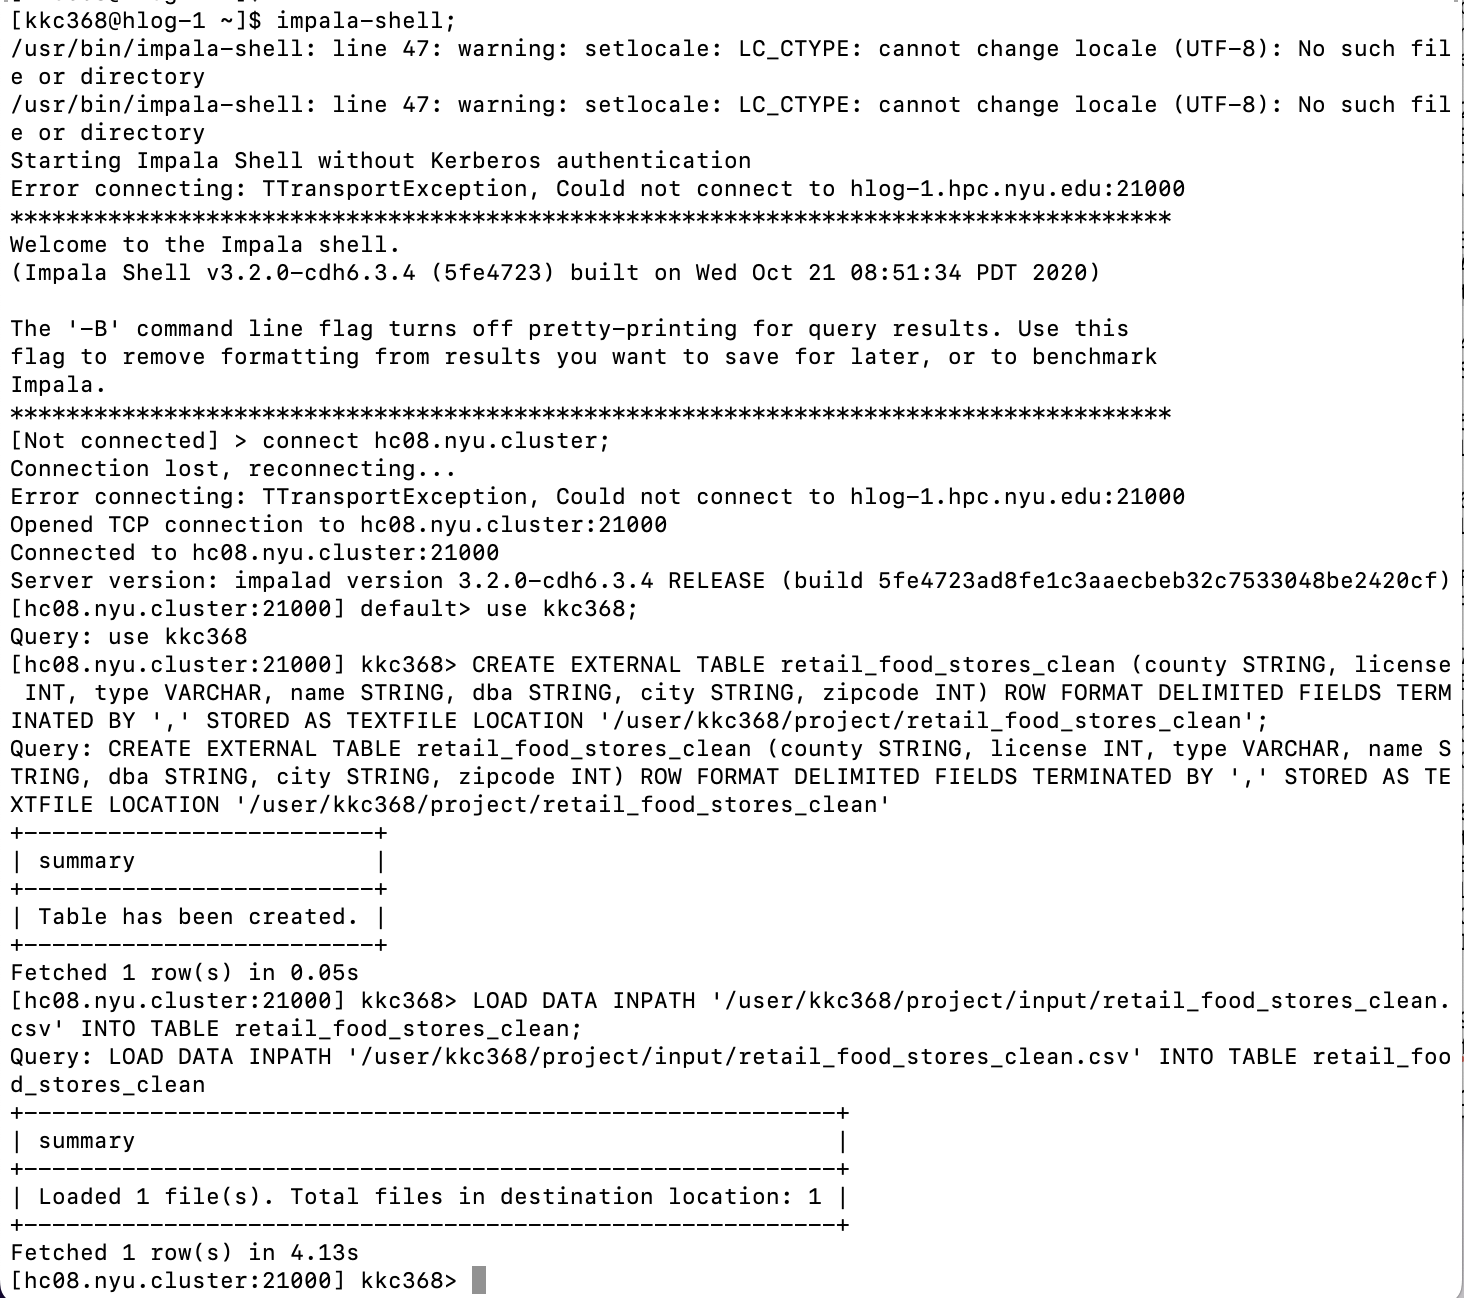 [kkc368@hlog-1 ~]$ impala-shell;
/usr/bin/impala-shell: line 47: warning: setlocale: LC_CTYPE: cannot change locale (UTF-8): No such fil
e or directory
/usr/bin/impala-shell: line 47: warning: setlocale: LC_CTYPE: cannot change locale (UTF-8): No such fil
e or directory
Starting Impala Shell without Kerberos authentication
Error connecting: TTransportException, Could not connect to hlog-1.hpc.nyu.edu:21000
***********************************************************************************
Welcome to the Impala shell.
(Impala Shell v3.2.0-cdh6.3.4 (5fe4723) built on Wed Oct 21 08:51:34 PDT 2020)

The '-B' command line flag turns off pretty-printing for query results. Use this
flag to remove formatting from results you want to save for later, or to benchmark
Impala.
***********************************************************************************
[Not connected] > connect hc08.nyu.cluster;
Connection lost, reconnecting...
Error connecting: TTransportException, Could not connect to hlog-1.hpc.nyu.edu:21000
Opened TCP connection to hc08.nyu.cluster:21000
Connected to hc08.nyu.cluster:21000
Server version: impalad version 3.2.0-cdh6.3.4 RELEASE (build 5fe4723ad8fe1c3aaecbeb32c7533048be2420cf)
[hc08.nyu.cluster:21000] default> use kkc368;
Query: use kkc368
[hc08.nyu.cluster:21000] kkc368> CREATE EXTERNAL TABLE retail_food_stores_clean (county STRING, license
 INT, type VARCHAR, name STRING, dba STRING, city STRING, zipcode INT) ROW FORMAT DELIMITED FIELDS TERM
INATED BY ',' STORED AS TEXTFILE LOCATION '/user/kkc368/project/retail_food_stores_clean';
Query: CREATE EXTERNAL TABLE retail_food_stores_clean (county STRING, license INT, type VARCHAR, name S
TRING, dba STRING, city STRING, zipcode INT) ROW FORMAT DELIMITED FIELDS TERMINATED BY ',' STORED AS TE
XTFILE LOCATION '/user/kkc368/project/retail_food_stores_clean'
+-------------------------+
| summary                 |
+-------------------------+
| Table has been created. |
+-------------------------+
Fetched 1 row(s) in 0.05s
[hc08.nyu.cluster:21000] kkc368> LOAD DATA INPATH '/user/kkc368/project/input/retail_food_stores_clean.
csv' INTO TABLE retail_food_stores_clean;
Query: LOAD DATA INPATH '/user/kkc368/project/input/retail_food_stores_clean.csv' INTO TABLE retail_foo
d_stores_clean
+----------------------------------------------------------+
| summary                                                  |
+----------------------------------------------------------+
| Loaded 1 file(s). Total files in destination location: 1 |
+----------------------------------------------------------+
Fetched 1 row(s) in 4.13s
[hc08.nyu.cluster:21000] kkc368>